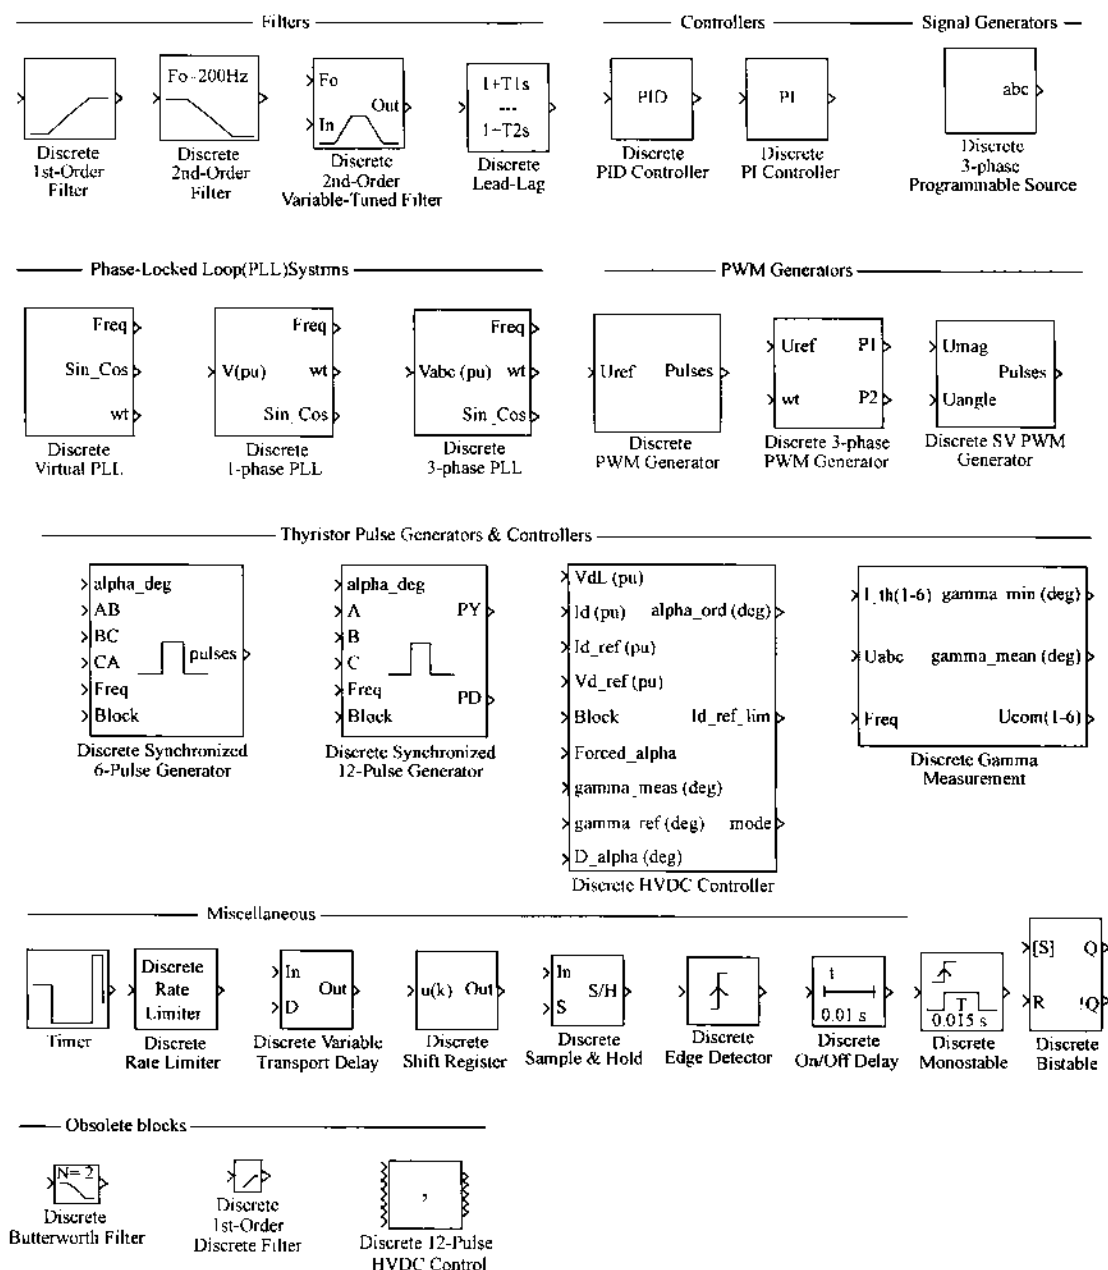 Filters
Controllers
Signal Generators
Fo=200Hz
Fo
In
Out
1+T1s
---
1+T2s
PID
PI
abc
Discrete
1st-Order
Filter
Discrete
2nd-Order
Filter
Discrete
2nd-Order
Variable-Tuned Filter
Discrete
Lead-Lag
Discrete
PID Controller
Discrete
PI Controller
Discrete
3-phase
Programmable Source
Phase-Locked Loop(PLL)Systrms
PWM Generators
Freq
Sin_Cos
wt
Discrete
Virtual PLL
V(pu)
Freq
wt
Sin_Cos
Discrete
1-phase PLL
Vabc (pu)
Freq
wt
Sin_Cos
Discrete
3-phase PLL
Uref
Pulses
Discrete
PWM Generator
Uref
P1
wt
P2
Discrete 3-phase
PWM Generator
Umag
Pulses
Uangle
Discrete SV PWM
Generator
Thyristor Pulse Generators & Controllers
alpha_deg
AB
BC
CA
Freq
Block
pulses
Discrete Synchronized
6-Pulse Generator
alpha_deg
A
B
C
Freq
Block
PY
PD
Discrete Synchronized
12-Pulse Generator
VdL (pu)
Id (pu)
Id_ref (pu)
Vd_ref (pu)
Block
Forced_alpha
gamma_meas (deg)
gamma_ref (deg)
D_alpha (deg)
alpha_ord (deg)
Id_ref_lim
mode
Discrete HVDC Controller
I_th(1-6)
gamma_min (deg)
Uabc
gamma_mean (deg)
Freq
Ucom(1-6)
Discrete Gamma
Measurement
Miscellaneous
Timer
Discrete
Rate
Limiter
Discrete
Rate Limiter
In
D
Out
Discrete Variable
Transport Delay
u(k)
Out
Discrete
Shift Register
In
S
S/H
Discrete
Sample & Hold
Discrete
Edge Detector
t
0.01 s
Discrete
On/Off Delay
T
0.015 s
Discrete
Monostable
[S]
Q
R
!Q
Discrete
Bistable
Obsolete blocks
N=2
Discrete
Butterworth Filter
Discrete
1st-Order
Discrete Filter
,
Discrete 12-Pulse
HVDC Control